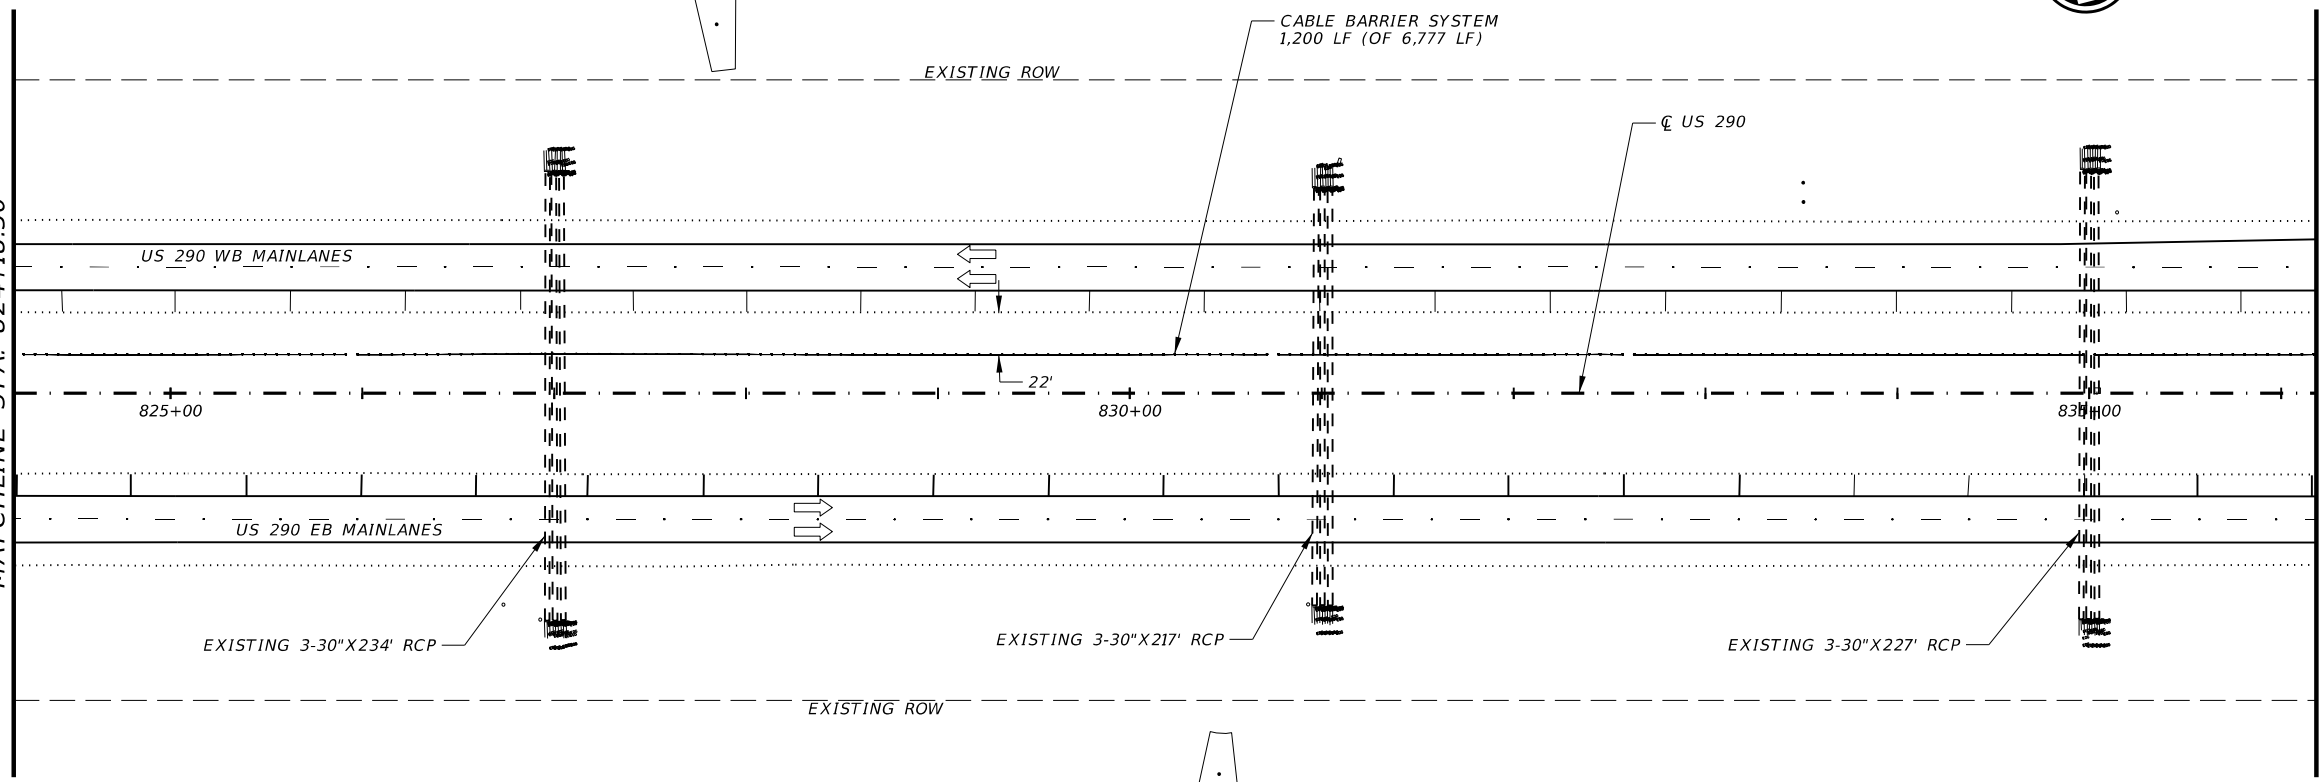 CABLE BARRIER SYSTEM
1,200 LF (OF 6,777 LF)
EXISTING ROW
℄ US 290
US 290 WB MAINLANES
22'
825+00
830+00
835+00
US 290 EB MAINLANES
EXISTING 3-30"X234' RCP
EXISTING 3-30"X217' RCP
EXISTING 3-30"X227' RCP
EXISTING ROW